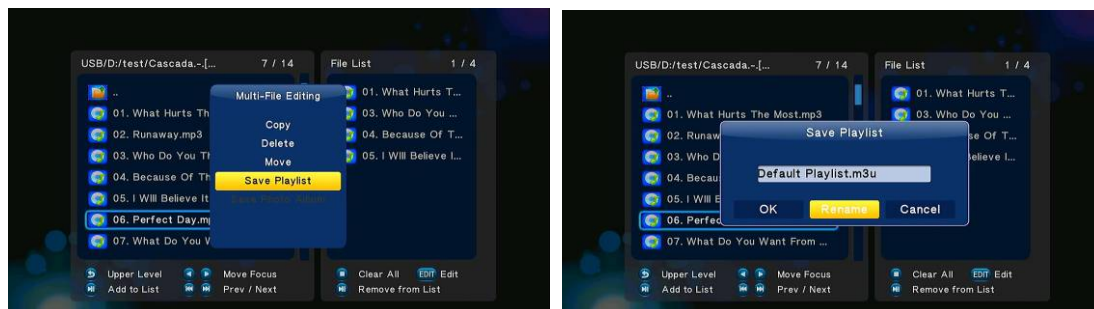 USB/D:/test/Cascada.-.[... 7 / 14 File List 1 / 4
..
01. What Hurts Th
02. Runaway.mp3
03. Who Do You Th
04. Because Of Th
05. I WIll Believe It
06. Perfect Day.m
07. What Do You W
Multi-File Editing
Copy
Delete
Move
Save Playlist
Save Photo Album
01. What Hurts T...
03. Who Do You ...
04. Because Of T...
05. I WIll Believe I...
Upper Level Move Focus Clear All EDIT Edit
Add to List Prev / Next Remove from List
USB/D:/test/Cascada.-.[... 7 / 14 File List 1 / 4
..
01. What Hurts The Most.mp3
02. Runaw
03. Who D
04. Becau
05. I WIll E
06. Perfec
07. What Do You Want From ...
Save Playlist
Default Playlist.m3u
OK Rename Cancel
01. What Hurts T...
03. Who Do You ...
se Of T...
Believe I...
Upper Level Move Focus Clear All EDIT Edit
Add to List Prev / Next Remove from List